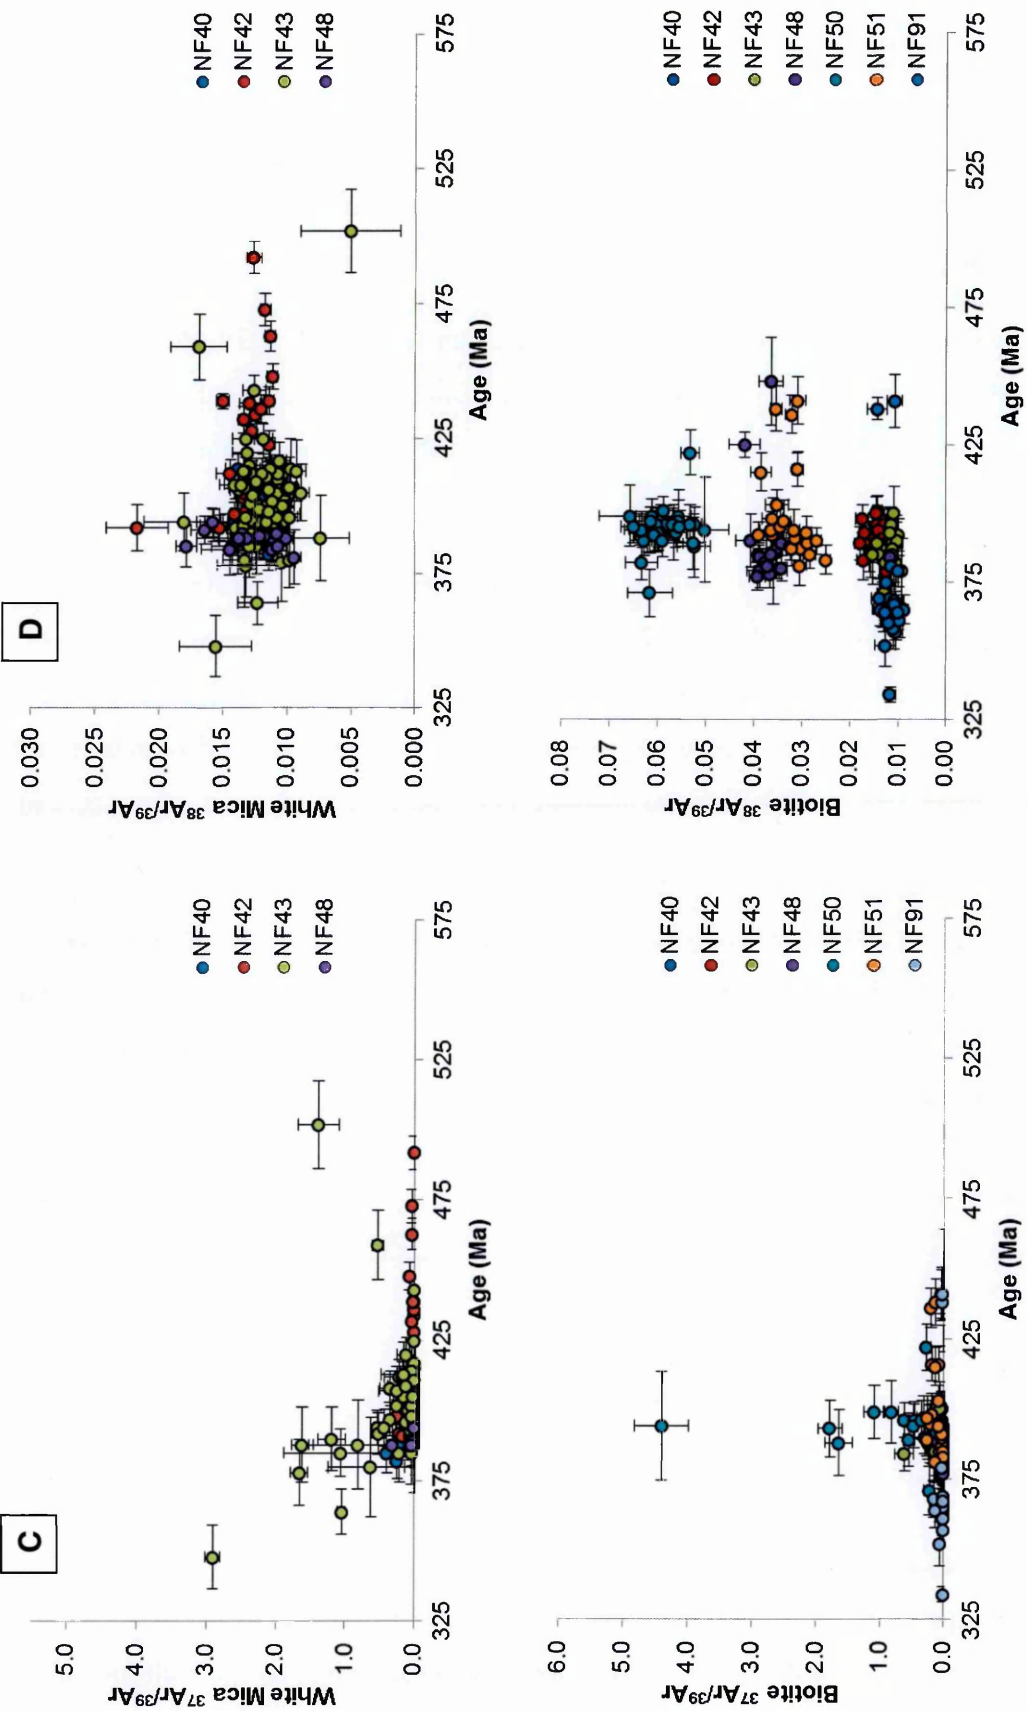 C
5.0
4.0
3.0
2.0
1.0
0.0
White Mica ³⁷Ar/³⁹Ar
325
375
425
475
525
575
Age (Ma)
NF40
NF42
NF43
NF48
6.0
5.0
4.0
3.0
2.0
1.0
0.0
Biotite ³⁷Ar/³⁹Ar
325
375
425
475
525
575
Age (Ma)
NF40
NF42
NF43
NF48
NF50
NF51
NF91
D
0.030
0.025
0.020
0.015
0.010
0.005
0.000
White Mica ³⁸Ar/³⁹Ar
325
375
425
475
525
575
Age (Ma)
NF40
NF42
NF43
NF48
0.08
0.07
0.06
0.05
0.04
0.03
0.02
0.01
0.00
Biotite ³⁸Ar/³⁹Ar
325
375
425
475
525
575
Age (Ma)
NF40
NF42
NF43
NF48
NF50
NF51
NF91